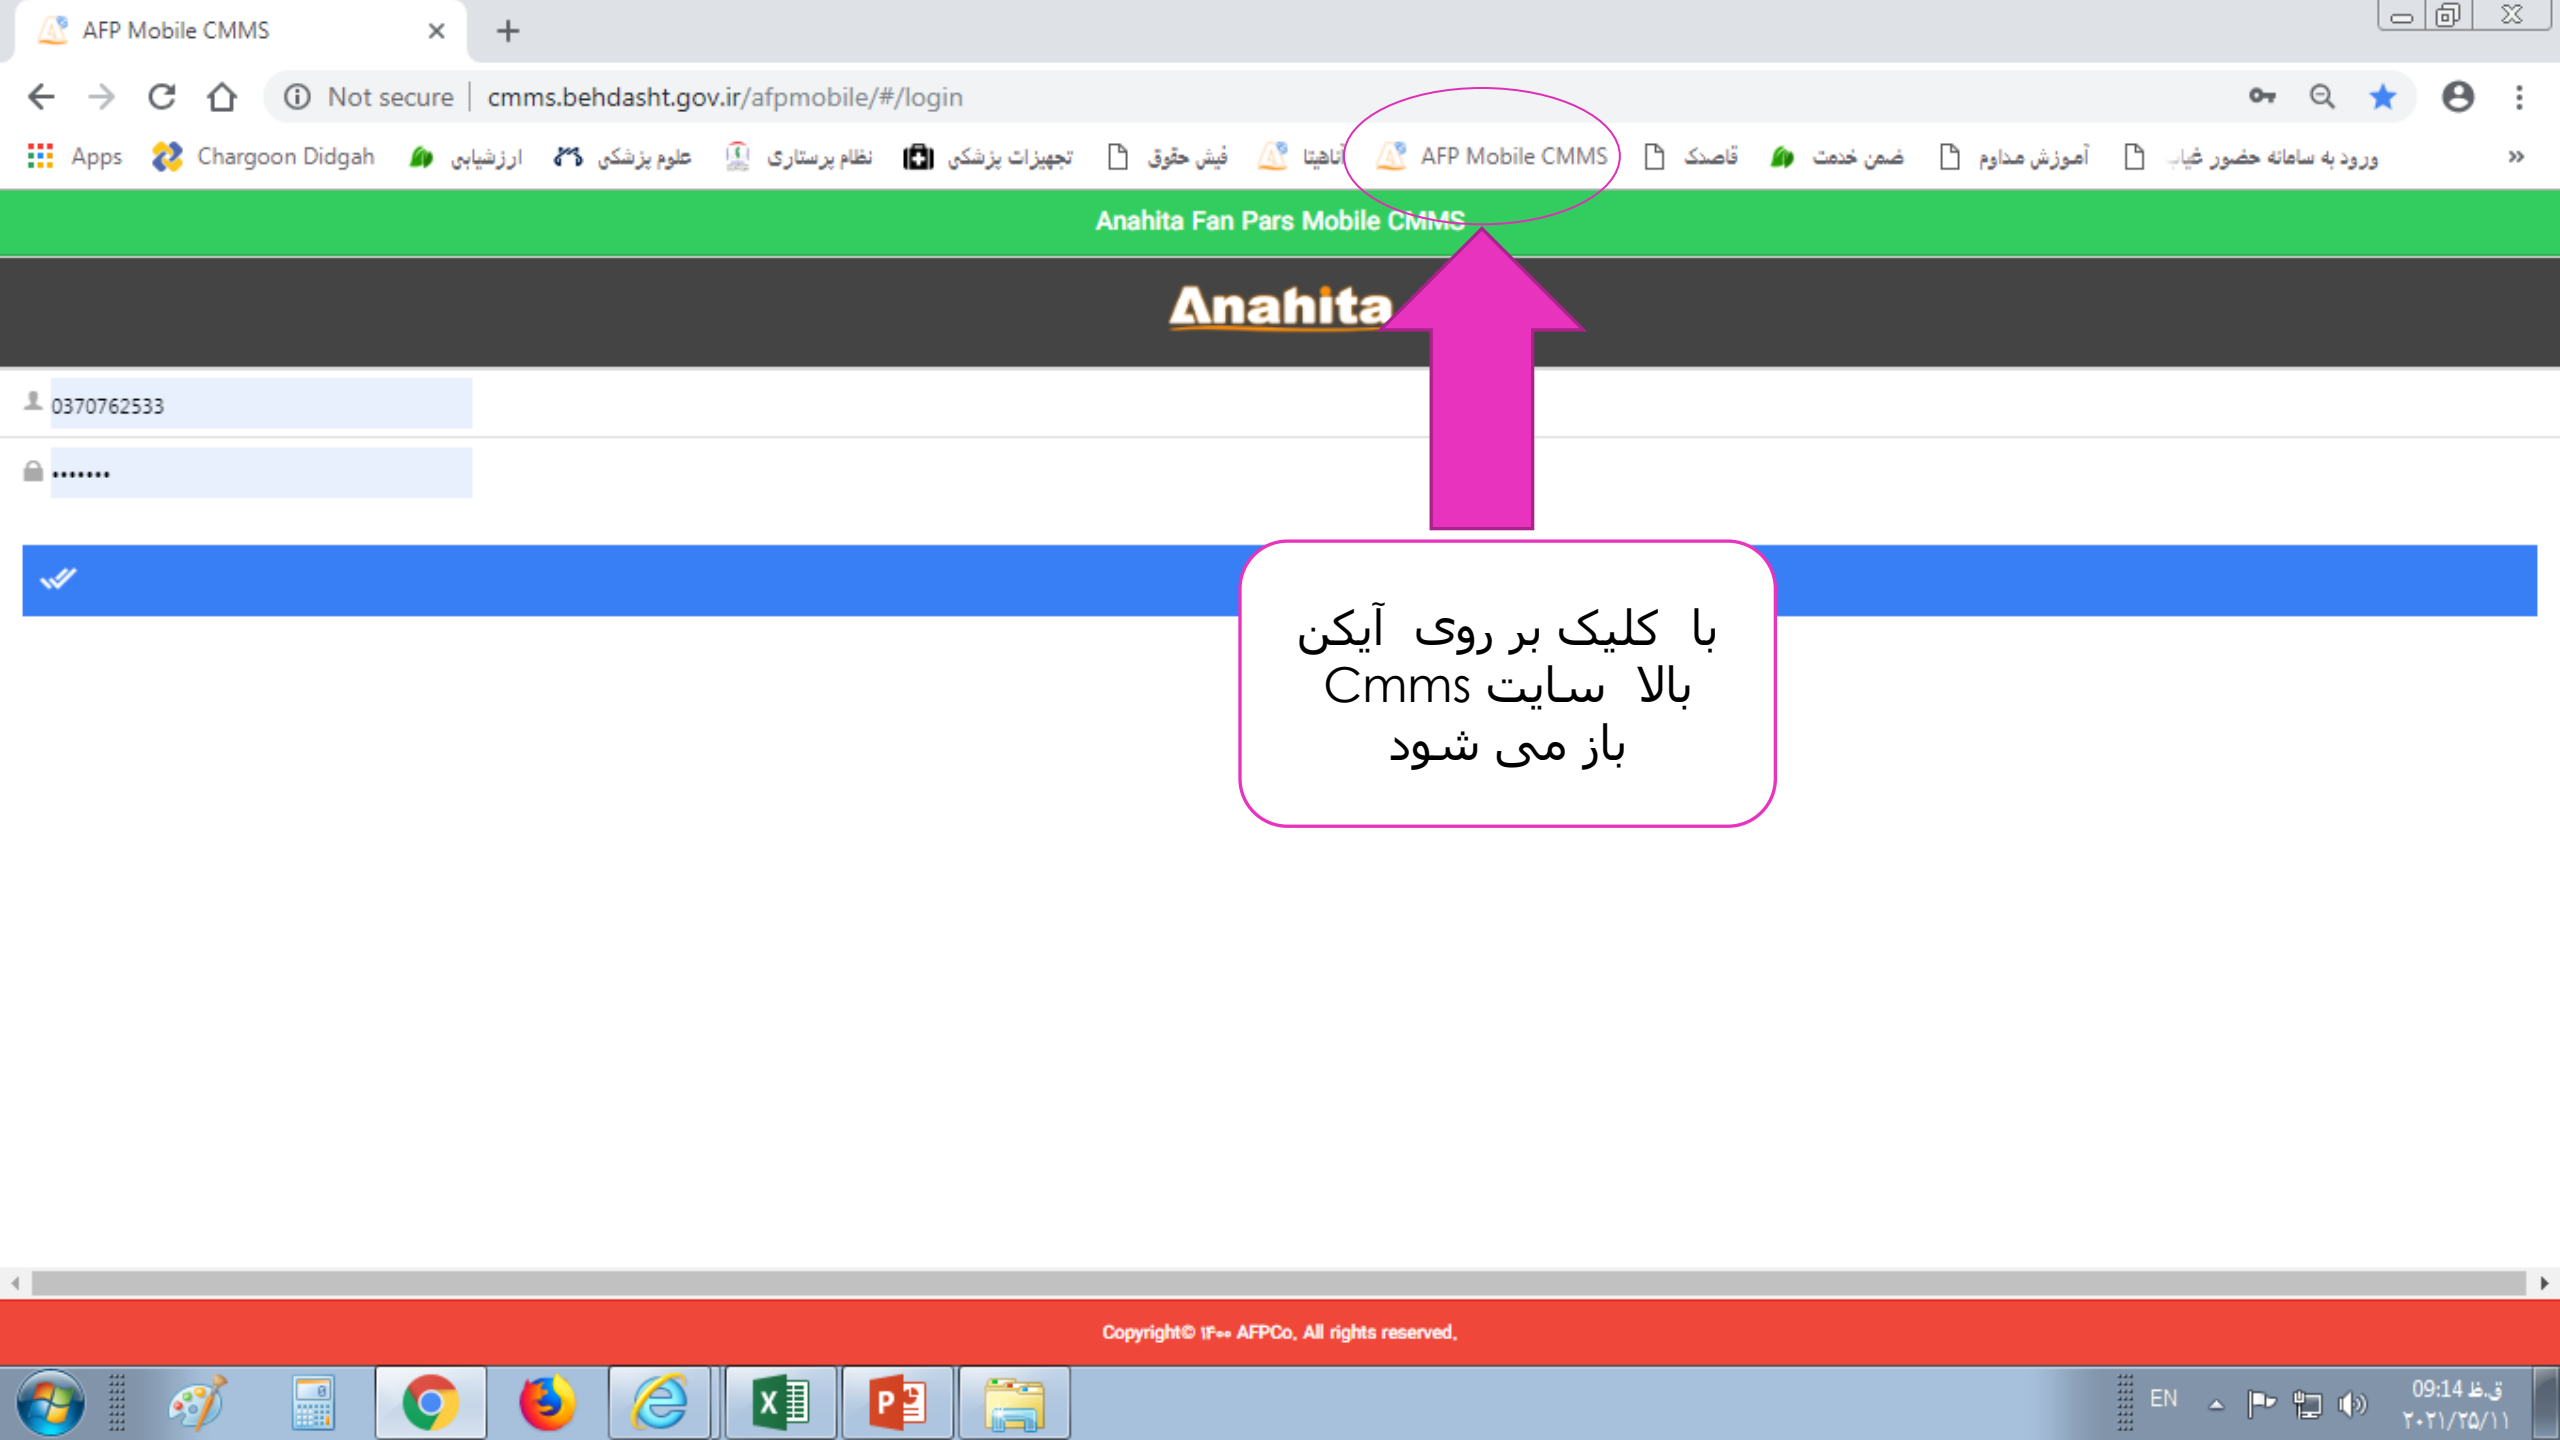 AFP Mobile CMMS
Not secure | cmms.behdasht.gov.ir/afpmobile/#/login
Apps Chargoon Didgah ارزشیابی علوم پزشکی نظام پرستاری تجهیزات پزشکی فیش حقوق آناهیتا AFP Mobile CMMS قاصدک ضمن خدمت آموزش مداوم ورود به سامانه حضور غیاب
Anahita Fan Pars Mobile CMMS
Anahita
0370762533
با کلیک بر روی آیکن
بالا سایت Cmms
باز می شود
Copyright© ۱۴۰۰ AFPCo. All rights reserved.
EN
09:14 ق.ظ
۲۰۲۱/۲۵/۱۱